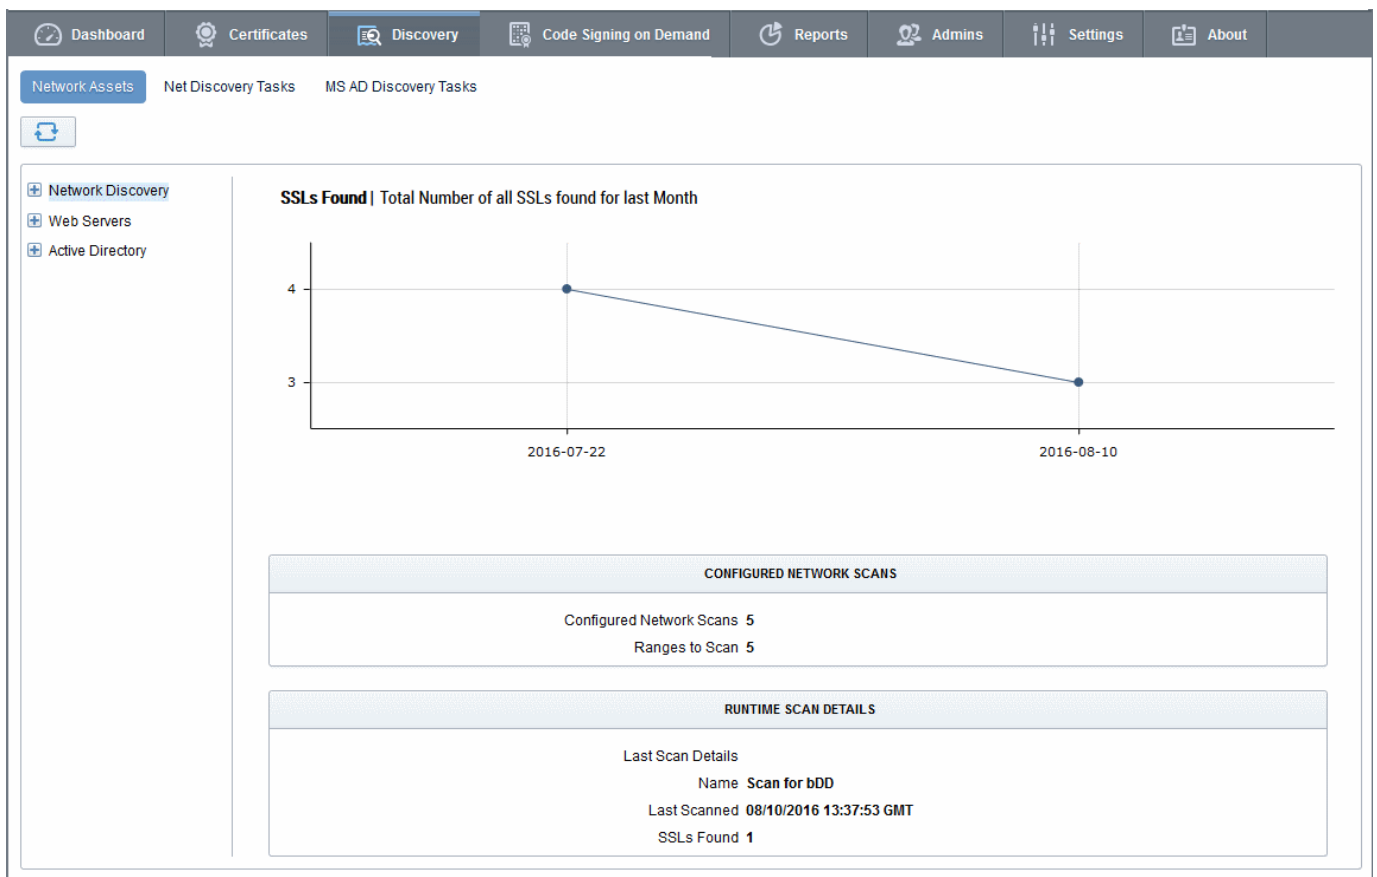 Dashboard Certificates Discovery Code Signing on Demand Reports Admins Settings About
Network Assets Net Discovery Tasks MS AD Discovery Tasks
Network Discovery
Web Servers
Active Directory
SSLs Found | Total Number of all SSLs found for last Month
4
3
2016-07-22 2016-08-10
CONFIGURED NETWORK SCANS
Configured Network Scans 5
Ranges to Scan 5
RUNTIME SCAN DETAILS
Last Scan Details
Name Scan for bDD
Last Scanned 08/10/2016 13:37:53 GMT
SSLs Found 1